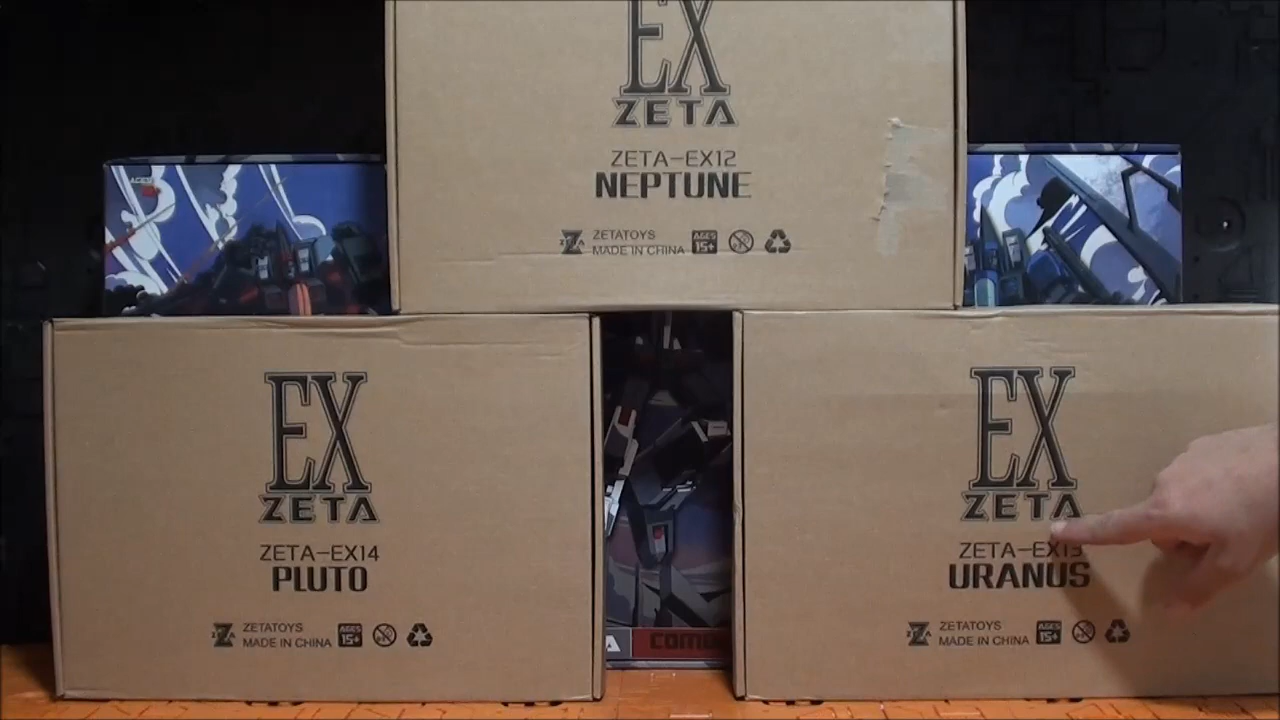 EX
ZETA
ZETA-EX12
NEPTUNE
ZETATOYS
MADE IN CHINA
AGES
15+
AGES
EX
ZETA
ZETA-EX14
PLUTO
ZETATOYS
MADE IN CHINA
AGES
15+
EX
ZETA
URANUS
ZETATOYS
MADE IN CHINA
AGES
15+